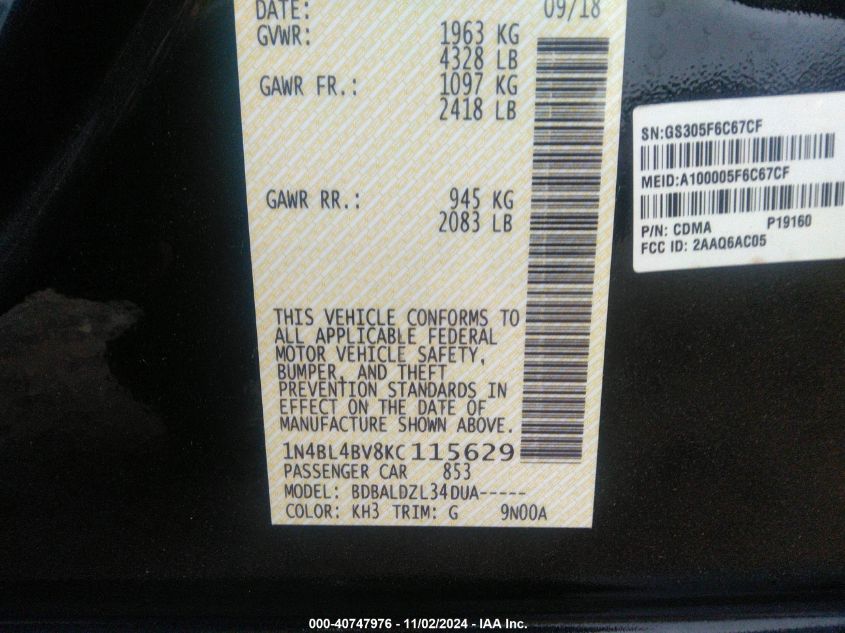 DATE: 09/18
GVWR: 1963 KG
4328 LB
GAWR FR.: 1097 KG
2418 LB
GAWR RR.: 945 KG
2083 LB
THIS VEHICLE CONFORMS TO
ALL APPLICABLE FEDERAL
MOTOR VEHICLE SAFETY,
BUMPER, AND THEFT
PREVENTION STANDARDS IN
EFFECT ON THE DATE OF
MANUFACTURE SHOWN ABOVE.
1N4BL4BV8KC115629
PASSENGER CAR 853
MODEL: BDBALDZL34DUA-----
COLOR: KH3 TRIM: G 9N00A
SN:GS305F6C67CF
MEID:A100005F6C67CF
P/N: CDMA P19160
FCC ID: 2AAQ6AC05
000-40747976 - 11/02/2024 - IAA Inc.